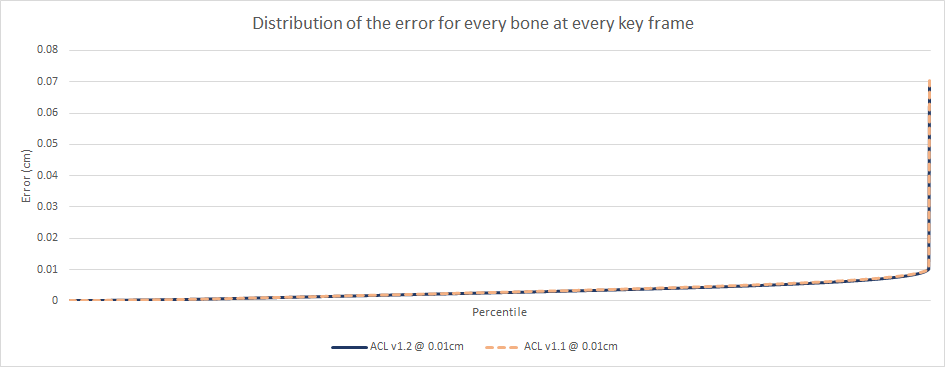 Distribution of the error for every bone at every key frame
0.08
0.07
0.06
0.05
0.04
0.03
0.02
0.01
0
Error (cm)
Percentile
ACL v1.2 @ 0.01cm ACL v1.1 @ 0.01cm